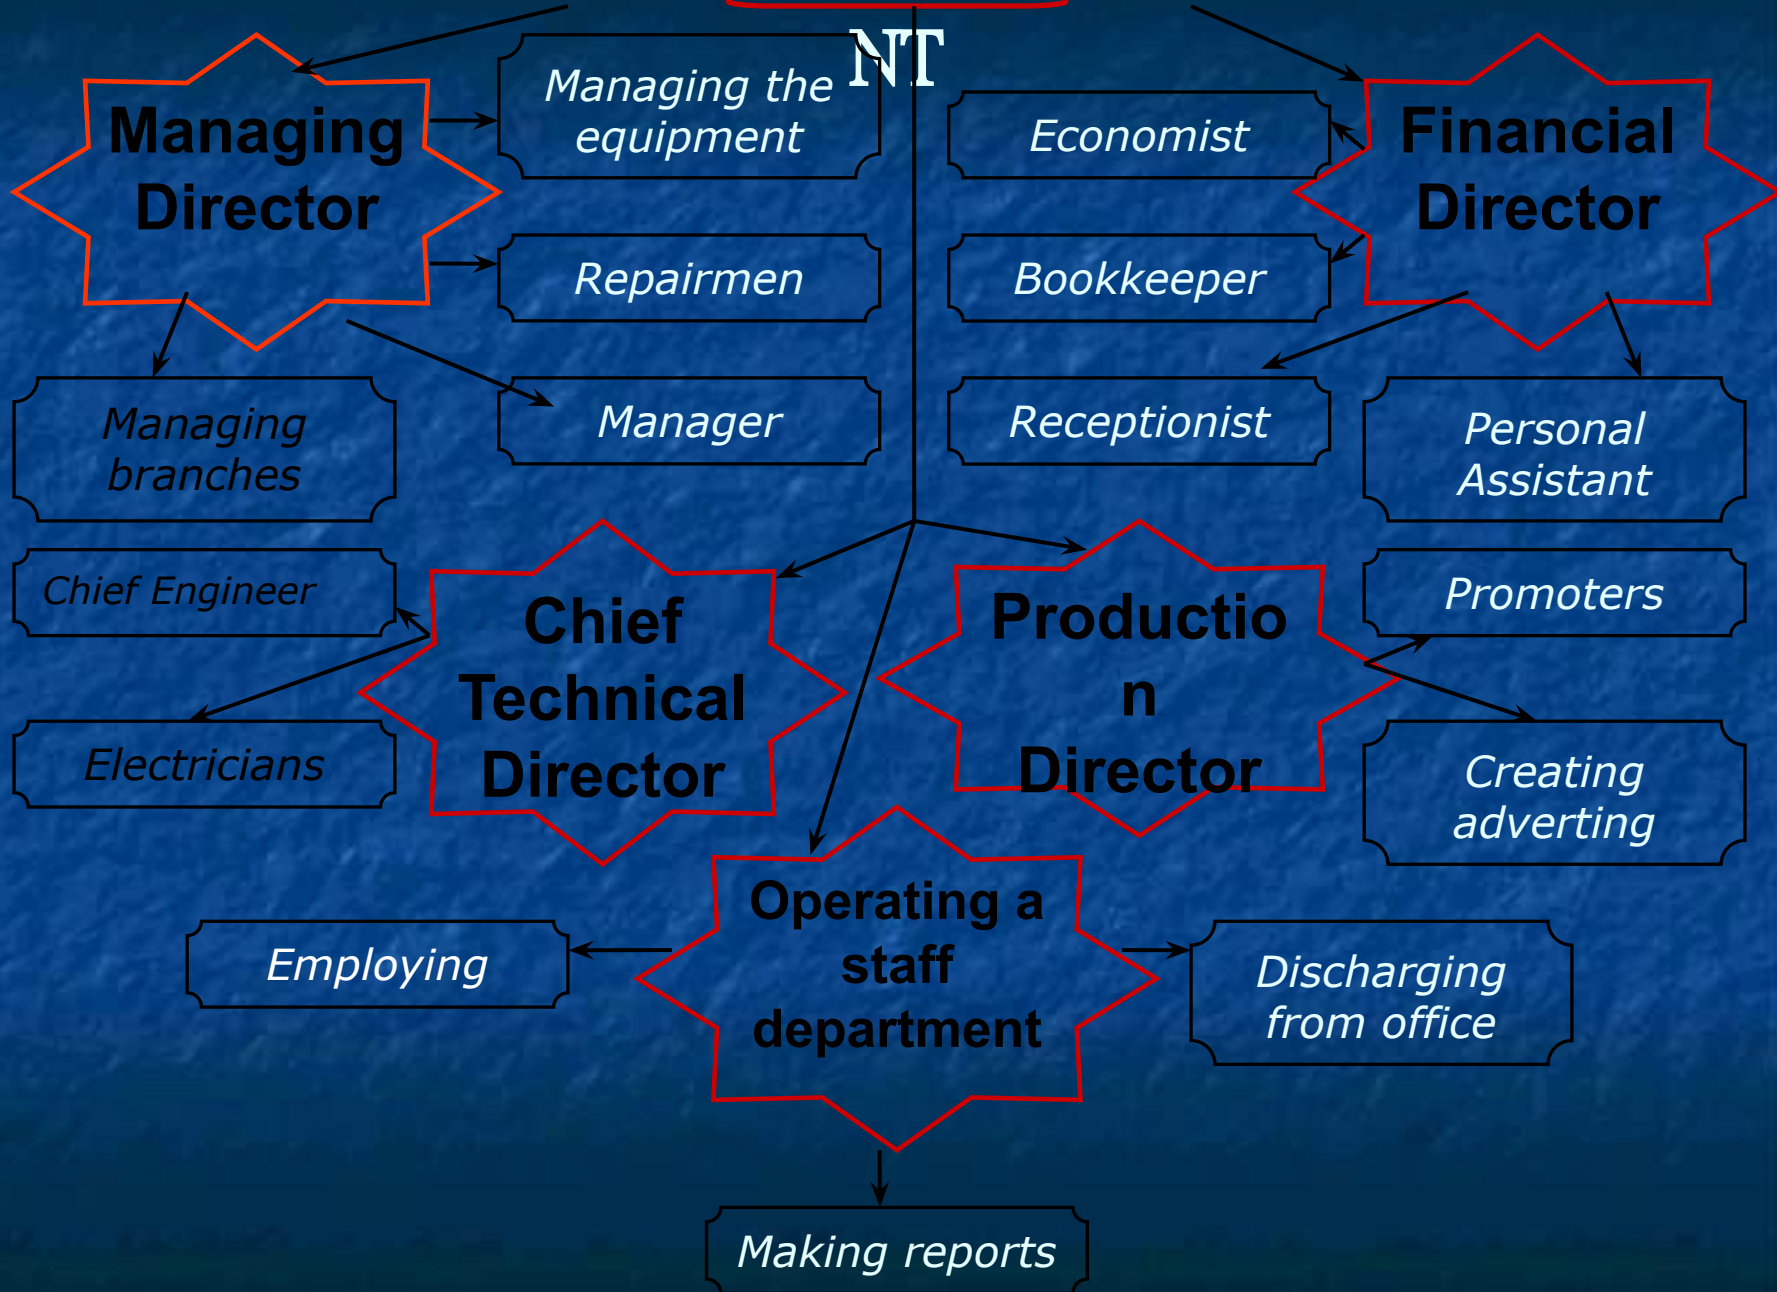 NT
Managing
Director
Managing the
equipment
Economist
Financial
Director
Repairmen
Bookkeeper
Managing
branches
Manager
Receptionist
Personal
Assistant
Chief Engineer
Promoters
Chief
Technical
Director
Productio
n
Director
Electricians
Creating
adverting
Operating a
staff
department
Employing
Discharging
from office
Making reports